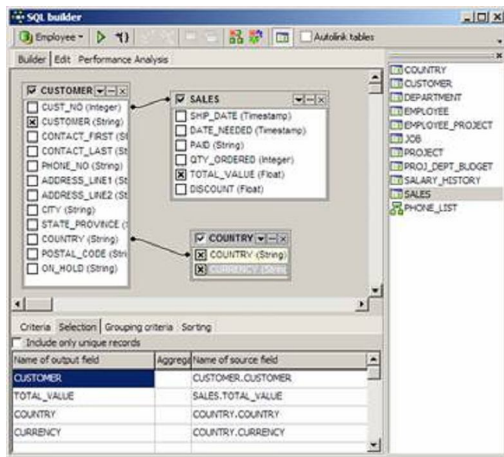 SQL builder
Employee
Autolink tables
Builder Edit Performance Analysis
CUSTOMER
CUST_NO (Integer)
CUSTOMER (String)
CONTACT_FIRST (St
CONTACT_LAST (St
PHONE_NO (Integer)
ADDRESS_LINE1 (St
ADDRESS_LINE2 (St
CITY (String)
STATE_PROVINCE (
COUNTRY (String)
POSTAL_CODE (Stri
ON_HOLD (String)
SALES
SHIP_DATE (Timestamp)
DATE_NEEDED (Timestamp)
PAID (String)
QTY_ORDERED (Integer)
TOTAL_VALUE (Float)
DISCOUNT (Float)
COUNTRY
COUNTRY (String)
CURRENCY (String
COUNTRY
CUSTOMER
DEPARTMENT
EMPLOYEE
EMPLOYEE_PROJECT
JOB
PROJECT
PROJ_DEPT_BUDGET
SALARY_HISTORY
SALES
PHONE_LIST
Criteria Selection Grouping criteria Sorting
Include only unique records
Name of output field Aggrega Name of source field
CUSTOMER CUSTOMER.CUSTOMER
TOTAL_VALUE SALES.TOTAL_VALUE
COUNTRY COUNTRY.COUNTRY
CURRENCY COUNTRY.CURRENCY